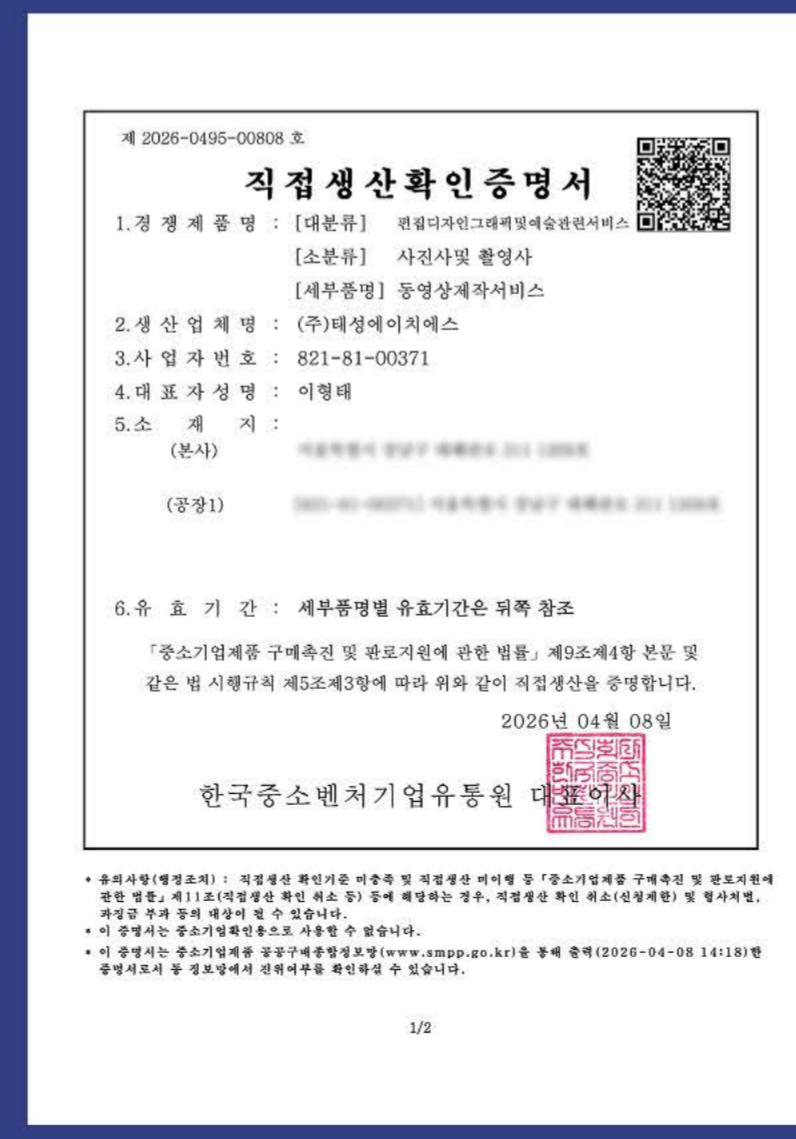 제 2026-0495-00808 호
직접생산확인증명서
1.경 쟁 제 품 명 : [대분류] 편집디자인그래픽및예술관련서비스
[소분류] 사진사및 촬영사
[세부품명] 동영상제작서비스
2.생 산 업 체 명 : (주)태성에이치에스
3.사 업 자 번 호 : 821-81-00371
4.대 표 자 성 명 : 이형태
5.소 재 지 :
(본사)
(공장1)
6.유 효 기 간 : 세부품명별 유효기간은 뒤쪽 참조
「중소기업제품 구매촉진 및 판로지원에 관한 법률」 제9조제4항 본문 및
같은 법 시행규칙 제5조제3항에 따라 위와 같이 직접생산을 증명합니다.
2026년 04월 08일
한국중소벤처기업유통원 대표이사
* 유의사항(행정조치) : 직접생산 확인기준 미충족 및 직접생산 미이행 등 「중소기업제품 구매촉진 및 판로지원에
관한 법률」 제11조(직접생산 확인 취소 등) 등에 해당하는 경우, 직접생산 확인 취소(신청제한) 및 형사처벌,
과징금 부과 등의 대상이 될 수 있습니다.
* 이 증명서는 중소기업확인용으로 사용할 수 없습니다.
* 이 증명서는 중소기업제품 공공구매종합정보망(www.smpp.go.kr)을 통해 출력(2026-04-08 14:18)한
증명서로서 동 정보망에서 진위여부를 확인하실 수 있습니다.
1/2